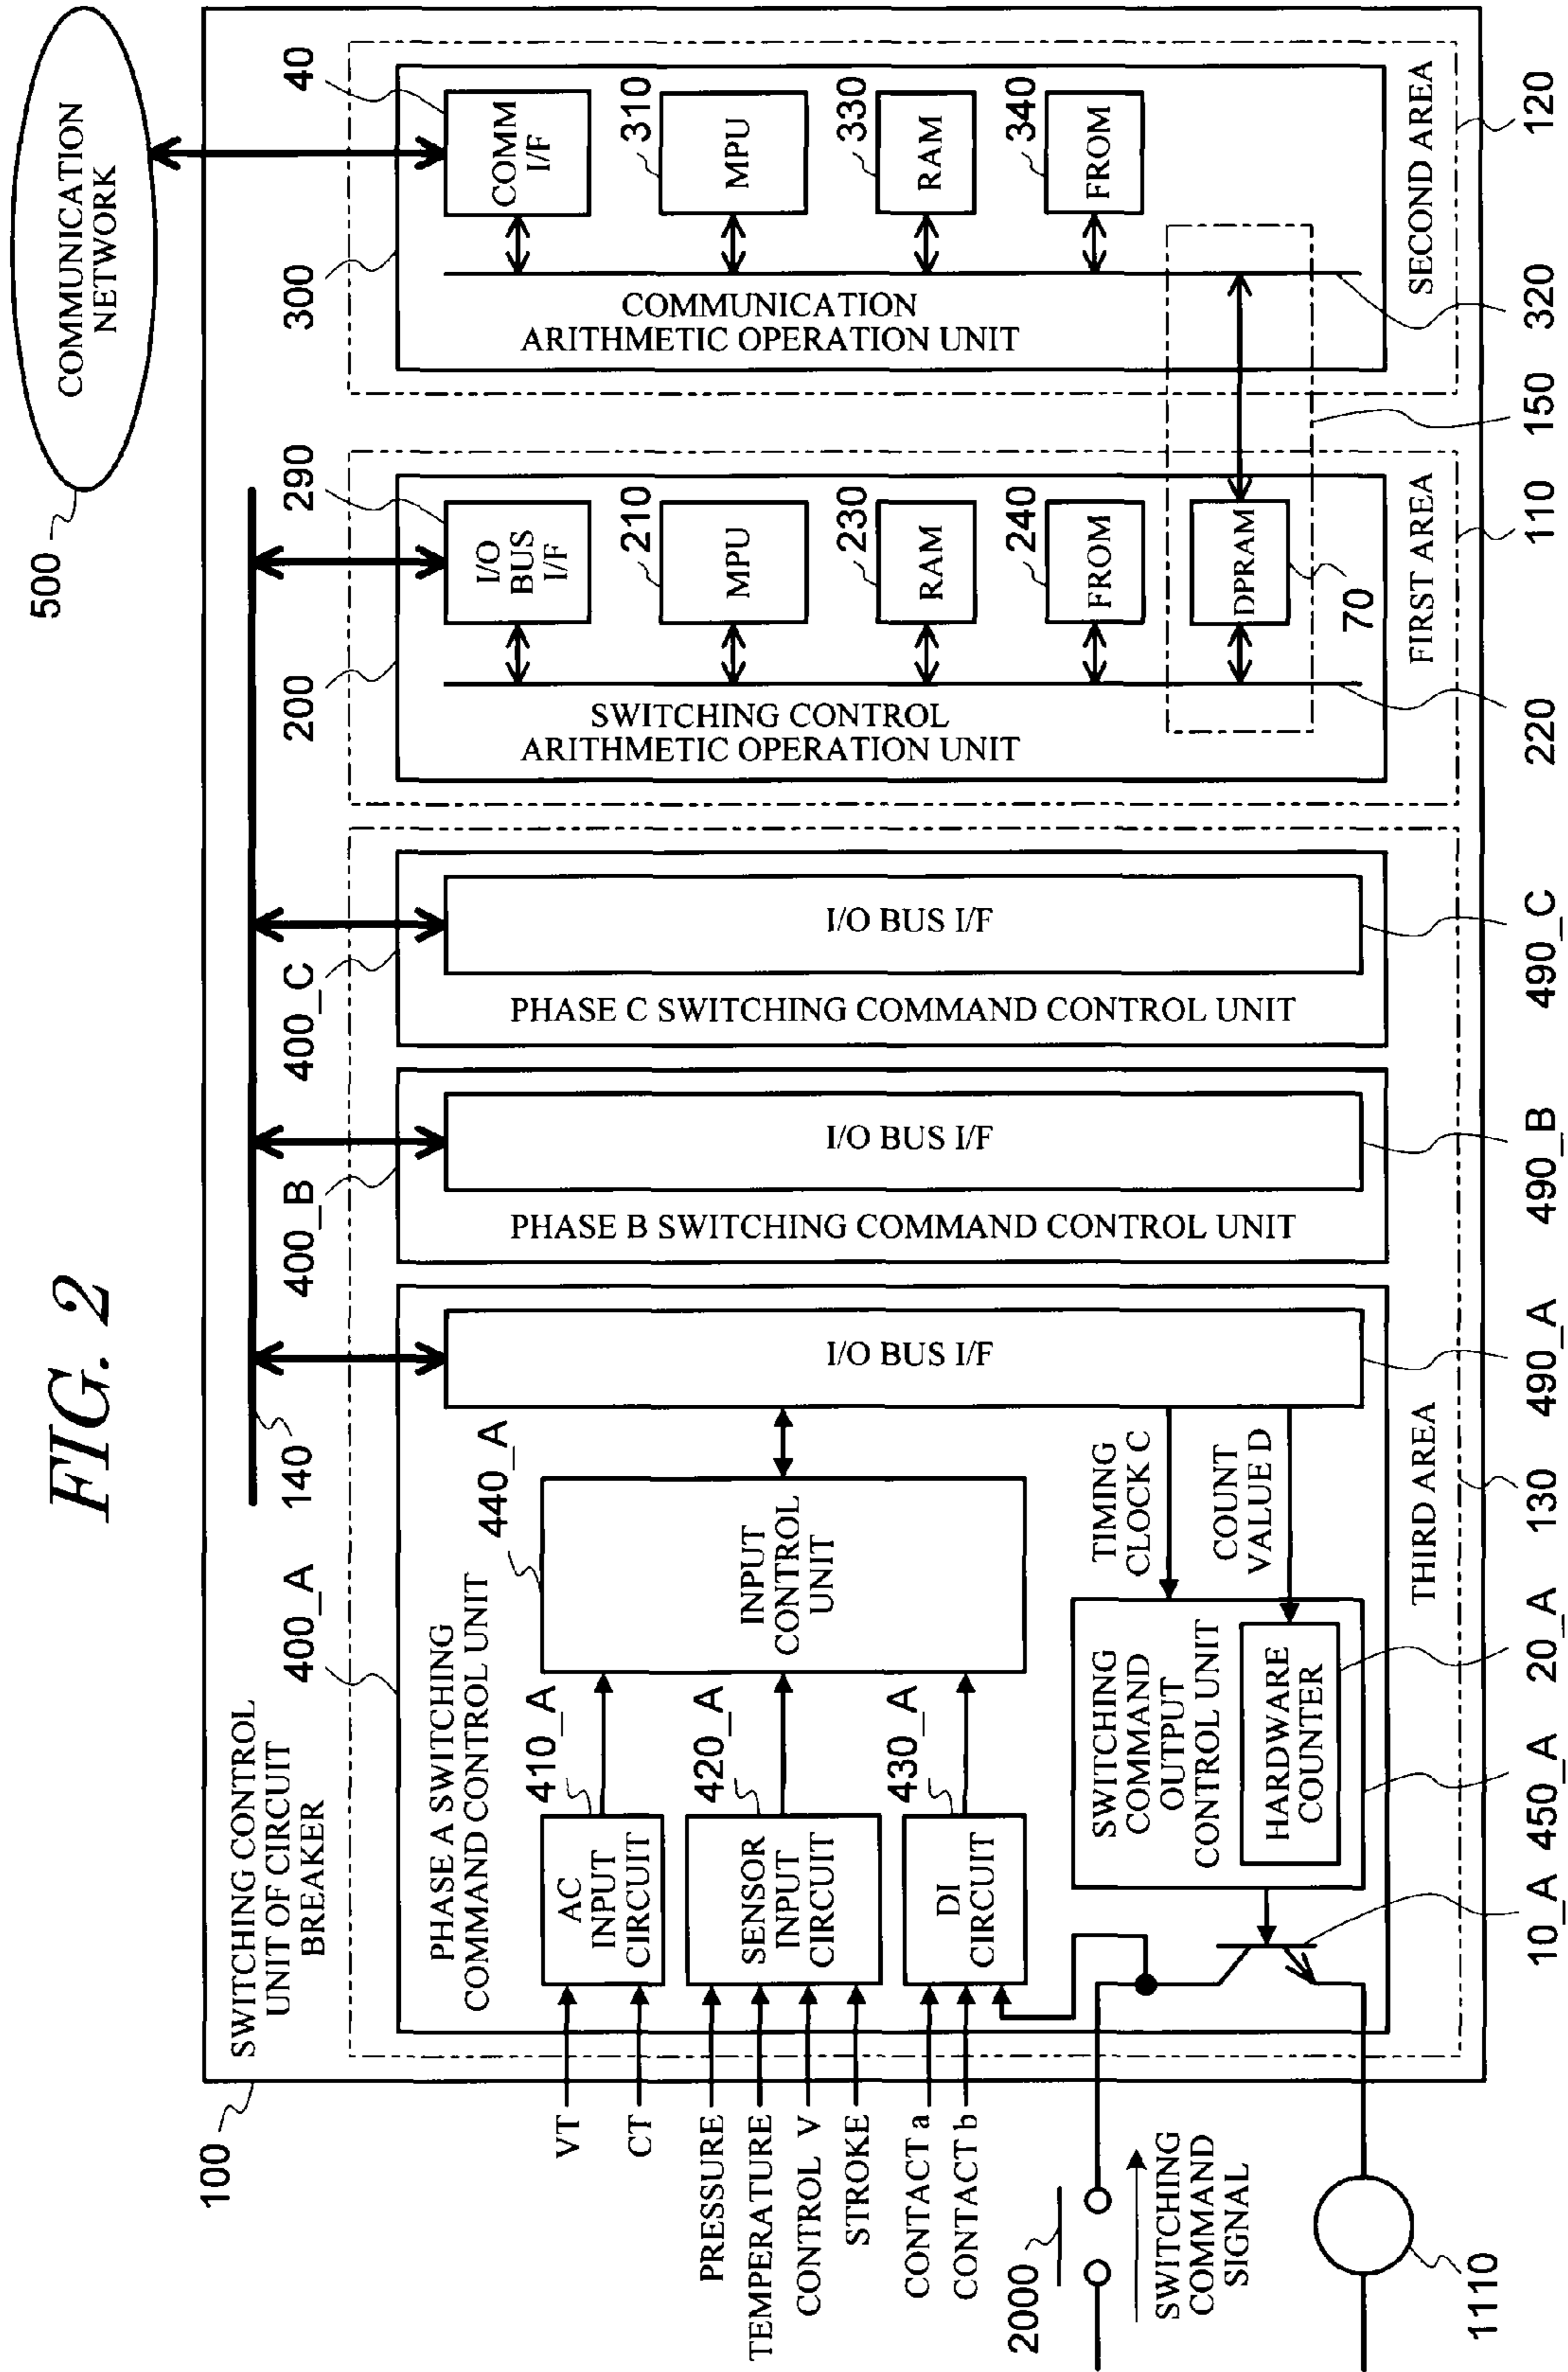 FIG. 2
500
COMMUNICATION
NETWORK
100
SWITCHING CONTROL
UNIT OF CIRCUIT
BREAKER
140
400_A
400_B
400_C
200
290
300
40
PHASE A SWITCHING
COMMAND CONTROL UNIT
440_A
VT
CT
410_A
AC
INPUT
CIRCUIT
PRESSURE
TEMPERATURE
CONTROL V
STROKE
420_A
SENSOR
INPUT
CIRCUIT
CONTACT a
CONTACT b
430_A
DI
CIRCUIT
INPUT
CONTROL
UNIT
I/O BUS I/F
TIMING
CLOCK C
COUNT
VALUE D
SWITCHING
COMMAND
OUTPUT
CONTROL UNIT
HARDWARE
COUNTER
2000
SWITCHING
COMMAND
SIGNAL
1110
I/O BUS I/F
PHASE B SWITCHING COMMAND CONTROL UNIT
I/O BUS I/F
PHASE C SWITCHING COMMAND CONTROL UNIT
THIRD AREA
I/O
BUS
I/F
210
MPU
230
RAM
240
FROM
DPRAM
70
SWITCHING CONTROL
ARITHMETIC OPERATION UNIT
FIRST AREA
COMM
I/F
310
MPU
330
RAM
340
FROM
COMMUNICATION
ARITHMETIC OPERATION UNIT
SECOND AREA
10_A
450_A
20_A
130
490_A
490_B
490_C
220
110
150
320
120